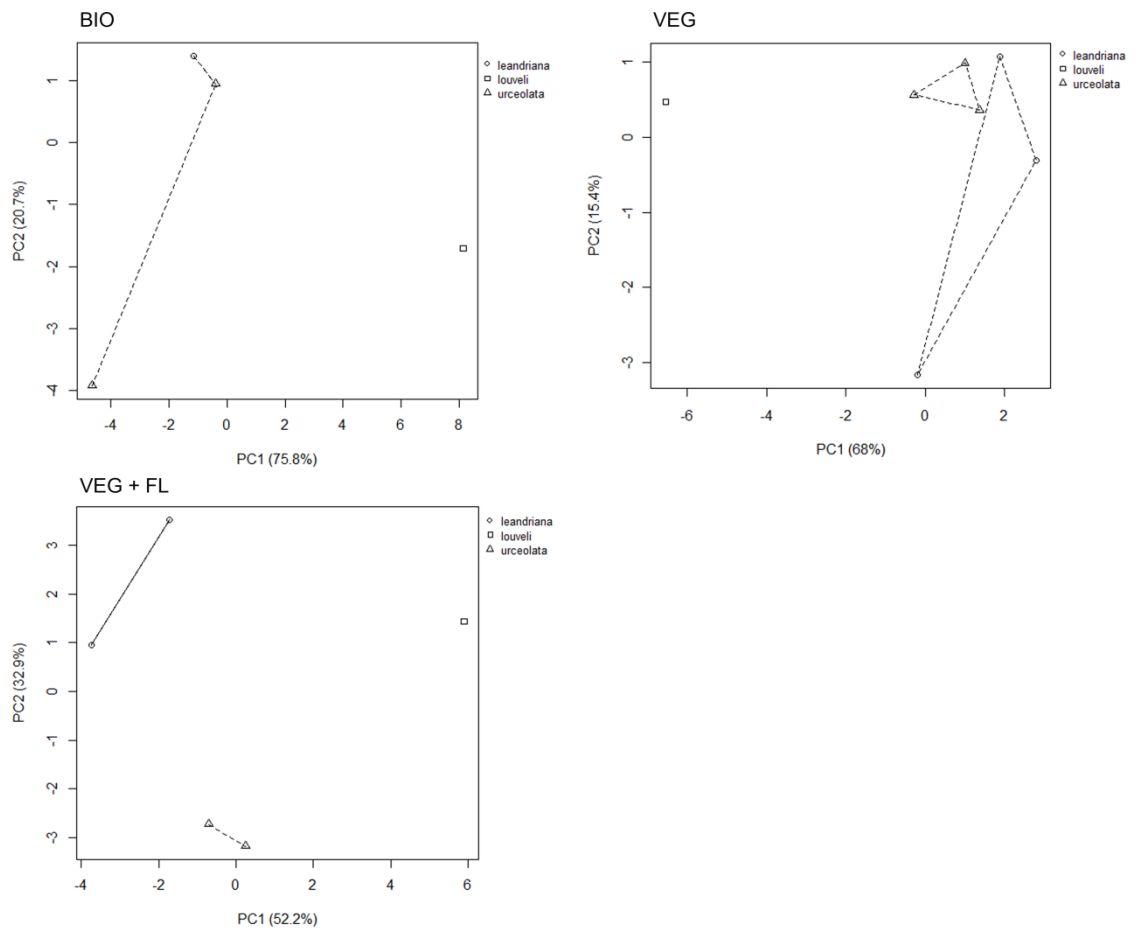 BIO
leandriana
louveli
urceolata
1
0
-1
-2
-3
-4
PC2 (20.7%)
-4
-2
0
2
4
6
8
PC1 (75.8%)
VEG
leandriana
louveli
urceolata
1
0
-1
-2
-3
PC2 (15.4%)
-6
-4
-2
0
2
PC1 (68%)
VEG + FL
leandriana
louveli
urceolata
3
2
1
0
-1
-2
-3
PC2 (32.9%)
-4
-2
0
2
4
6
PC1 (52.2%)